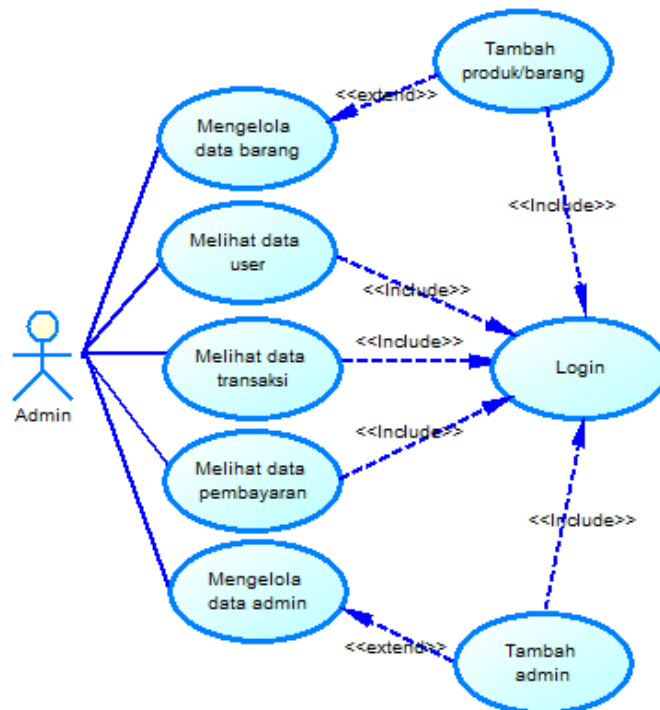 Tambah
produk/barang
<<extend>>
Mengelola
data barang
<<Include>>
Melihat data
user
<<Include>>
Melihat data
transaksi
<<Include>>
Login
Admin
<<Include>>
Melihat data
pembayaran
<<Include>>
Mengelola
data admin
<<extend>>
Tambah
admin